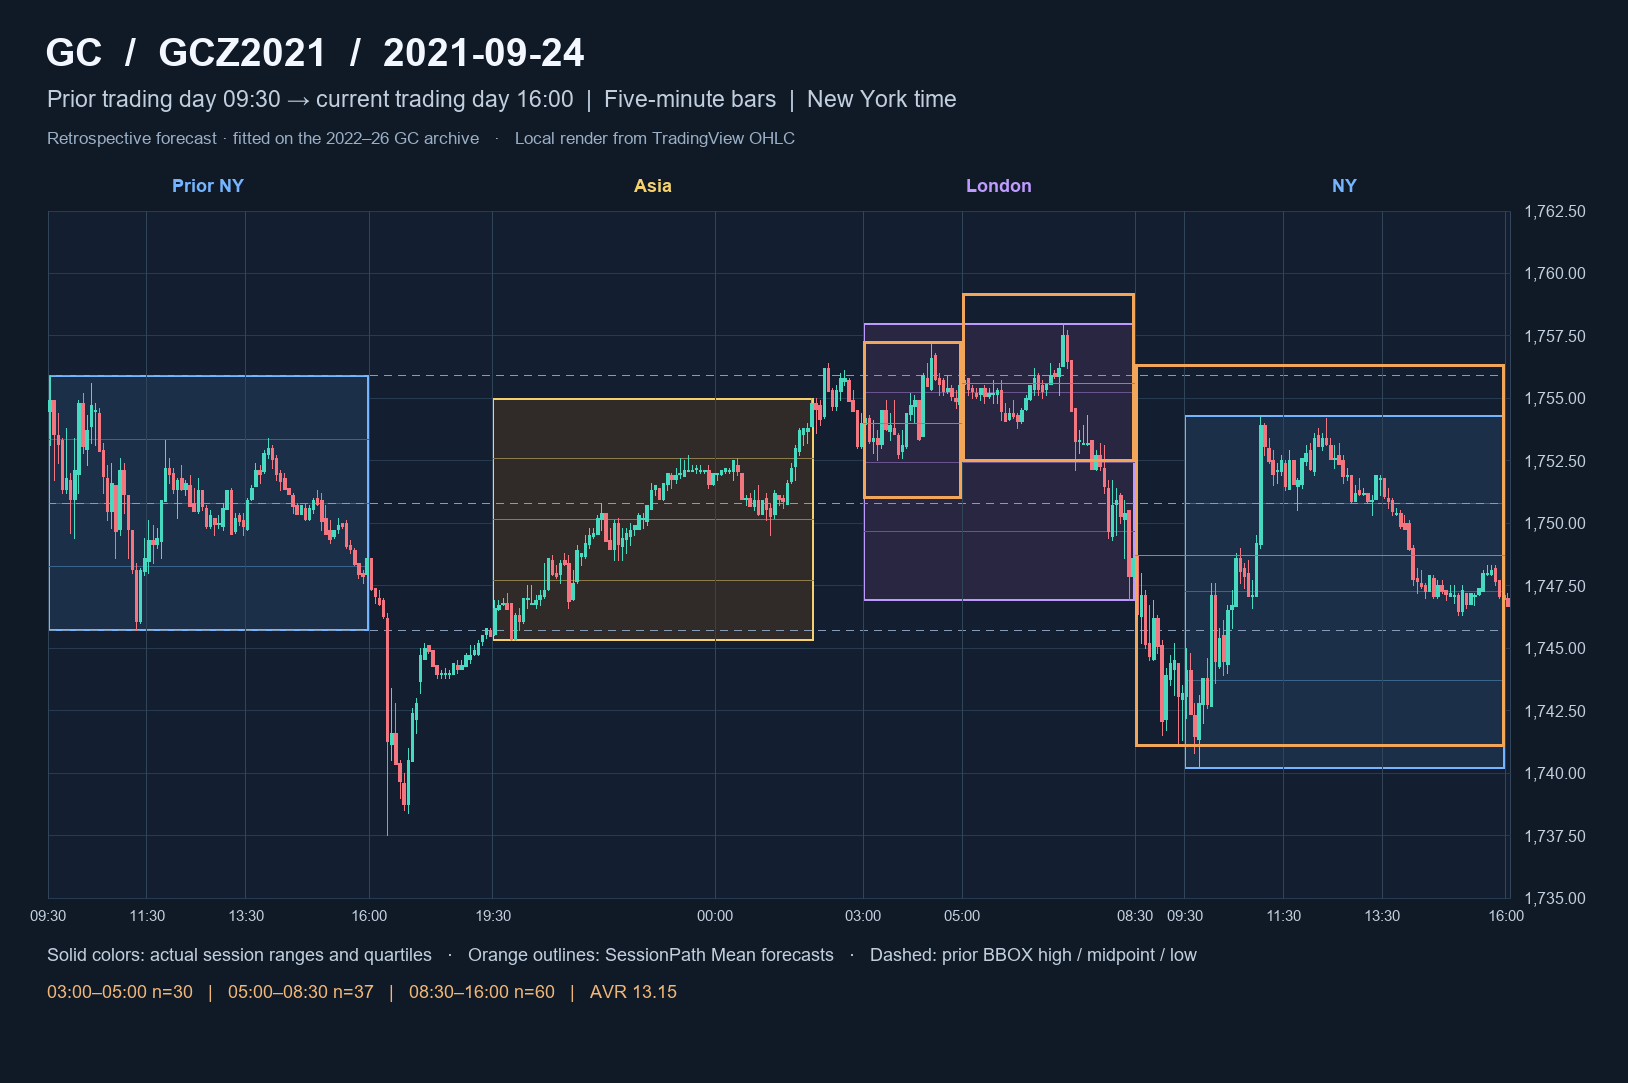 GC / GCZ2021 / 2021-09-24
Prior trading day 09:30 → current trading day 16:00 | Five-minute bars | New York time
Retrospective forecast · fitted on the 2022–26 GC archive · Local render from TradingView OHLC
Prior NY Asia London NY
1,762.50
1,760.00
1,757.50
1,755.00
1,752.50
1,750.00
1,747.50
1,745.00
1,742.50
1,740.00
1,737.50
1,735.00
09:30 11:30 13:30 16:00 19:30 00:00 03:00 05:00 08:30 09:30 11:30 13:30 16:00
Solid colors: actual session ranges and quartiles · Orange outlines: SessionPath Mean forecasts · Dashed: prior BBOX high / midpoint / low
03:00–05:00 n=30 | 05:00–08:30 n=37 | 08:30–16:00 n=60 | AVR 13.15